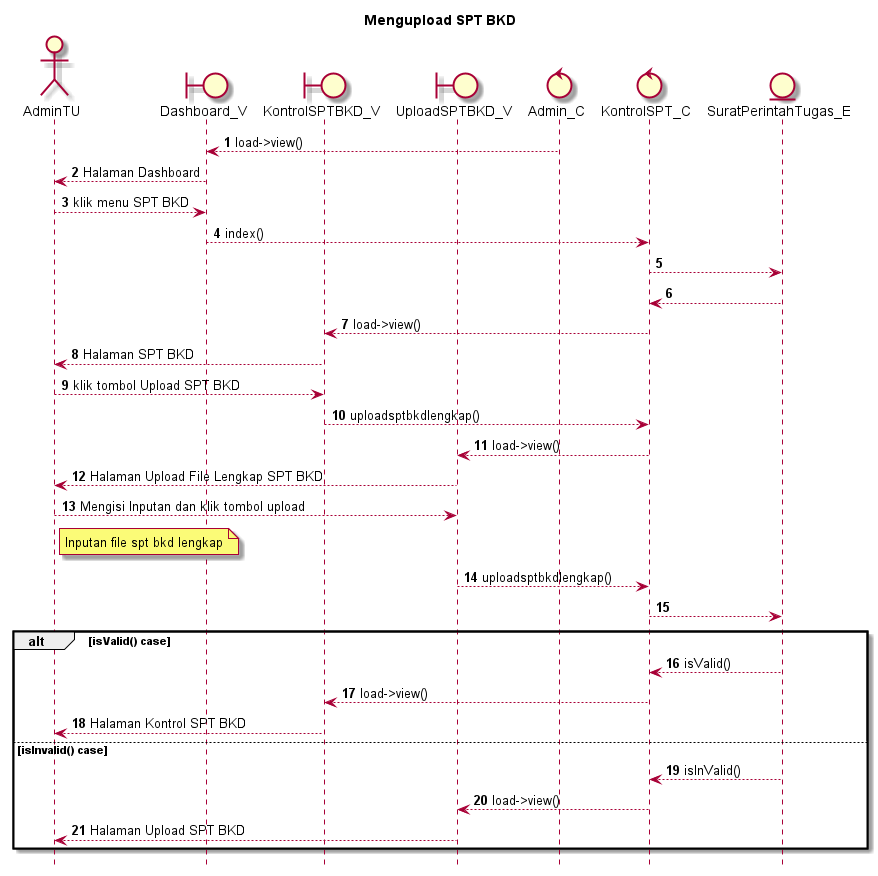 Mengupload SPT BKD
AdminTU
Dashboard_V
KontrolSPTBKD_V
UploadSPTBKD_V
Admin_C
KontrolSPT_C
SuratPerintahTugas_E
1 load->view()
2 Halaman Dashboard
3 klik menu SPT BKD
4 index()
5
6
7 load->view()
8 Halaman SPT BKD
9 klik tombol Upload SPT BKD
10 uploadsptbkdlengkap()
11 load->view()
12 Halaman Upload File Lengkap SPT BKD
13 Mengisi Inputan dan klik tombol upload
Inputan file spt bkd lengkap
14 uploadsptbkdlengkap()
15
alt [isValid() case]
16 isValid()
17 load->view()
18 Halaman Kontrol SPT BKD
[isInvalid() case]
19 isInValid()
20 load->view()
21 Halaman Upload SPT BKD